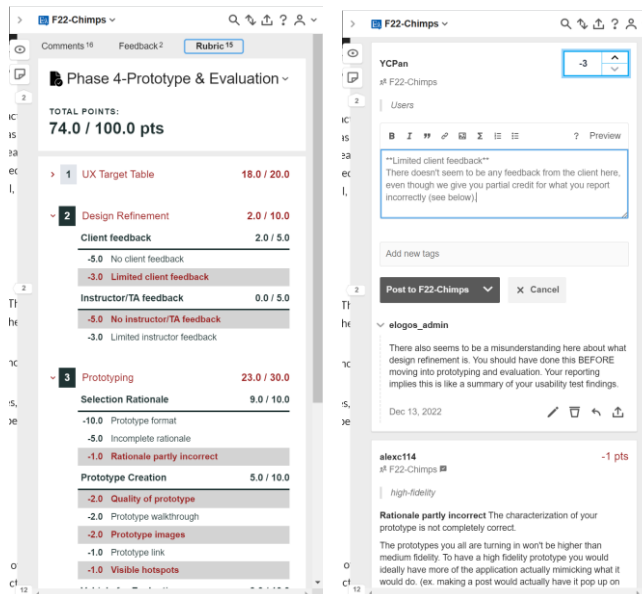 F22-Chimps
Comments 16
Feedback 2
Rubric 15
Phase 4-Prototype & Evaluation
TOTAL POINTS:
74.0 / 100.0 pts
1 UX Target Table 18.0 / 20.0
2 Design Refinement 2.0 / 10.0
Client feedback 2.0 / 5.0
-5.0 No client feedback
-3.0 Limited client feedback
Instructor/TA feedback 0.0 / 5.0
-5.0 No instructor/TA feedback
-3.0 Limited instructor feedback
3 Prototyping 23.0 / 30.0
Selection Rationale 9.0 / 10.0
-10.0 Prototype format
-5.0 Incomplete rationale
-1.0 Rationale partly incorrect
Prototype Creation 5.0 / 10.0
-2.0 Quality of prototype
-2.0 Prototype walkthrough
-2.0 Prototype images
-1.0 Prototype link
-1.0 Visible hotspots
2
2
12
F22-Chimps
YCPan
-3
F22-Chimps
Users
B I Σ ? Preview
**Limited client feedback**
There doesn't seem to be any feedback from the client here,
even though we give you partial credit for what you report
incorrectly (see below).
Add new tags
Post to F22-Chimps
X Cancel
elogos_admin
There also seems to be a misunderstanding here about what
design refinement is. You should have done this BEFORE
moving into prototyping and evaluation. Your reporting
implies this is like a summary of your usability test findings.
Dec 13, 2022
alexc114 -1 pts
F22-Chimps
high-fidelity
Rationale partly incorrect The characterization of your
prototype is not completely correct.
The prototypes you all are turning in won't be higher than
medium fidelity. To have a high fidelity prototype you would
ideally have more of the application actually mimicking what it
would do. (ex. making a post would actually have it pop up on
2
2
12